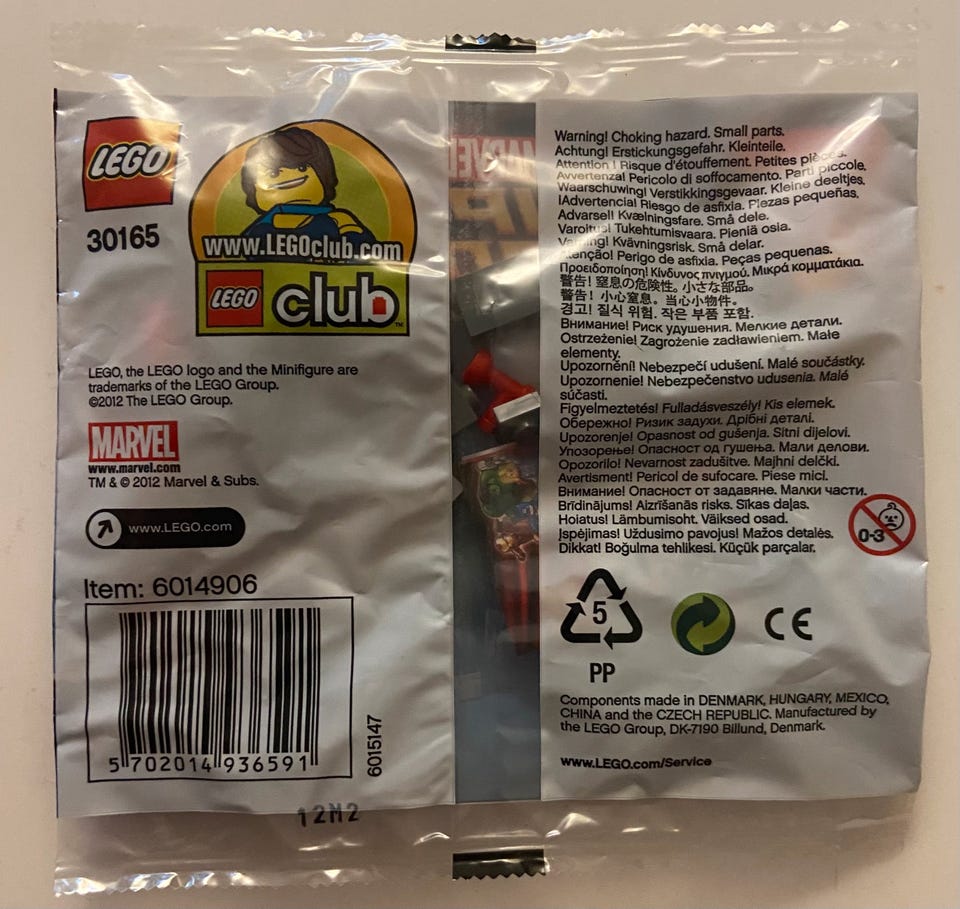 LEGO
30165
www.LEGOclub.com
LEGO club™
LEGO, the LEGO logo and the Minifigure are
trademarks of the LEGO Group.
©2012 The LEGO Group.
MARVEL
www.marvel.com
TM & © 2012 Marvel & Subs.
www.LEGO.com
Item: 6014906
5 702014 936591
6015147
12M2
MARVEL
Warning! Choking hazard. Small parts.
Achtung! Erstickungsgefahr. Kleinteile.
Attention ! Risque d'étouffement. Petites pièces.
Avvertenza! Pericolo di soffocamento. Parti piccole.
Waarschuwing! Verstikkingsgevaar. Kleine deeltjes.
¡Advertencia! Riesgo de asfixia. Piezas pequeñas.
Advarsel! Kvælningsfare. Små dele.
Varoitus! Tukehtumisvaara. Pieniä osia.
Varning! Kvävningsrisk. Små delar.
Atenção! Perigo de asfixia. Peças pequenas.
Προειδοποίηση! Κίνδυνος πνιγμού. Μικρά κομματάκια.
警告! 窒息の危険性。小さな部品。
警告! 小心窒息。当心小物件。
경고! 질식 위험. 작은 부품 포함.
Внимание! Риск удушения. Мелкие детали.
Ostrzeżenie! Zagrożenie zadławieniem. Małe
elementy.
Upozornění! Nebezpečí udušení. Malé součástky.
Upozornenie! Nebezpečenstvo udusenia. Malé
súčasti.
Figyelmeztetés! Fulladásveszély! Kis elemek.
Обережно! Ризик задухи. Дрібні деталі.
Upozorenje! Opasnost od gušenja. Sitni dijelovi.
Упозорење! Опасност од гушења. Мали делови.
Opozorilo! Nevarnost zadušitve. Majhni delčki.
Avertisment! Pericol de sufocare. Piese mici.
Внимание! Опасност от задавяне. Малки части.
Brīdinājums! Aizrīšanās risks. Sīkas daļas.
Hoiatus! Lämbumisoht. Väiksed osad.
Įspėjimas! Uždusimo pavojus! Mažos detalės.
Dikkat! Boğulma tehlikesi. Küçük parçalar.
0-3
5
PP
CE
Components made in DENMARK, HUNGARY, MEXICO,
CHINA and the CZECH REPUBLIC. Manufactured by
the LEGO Group, DK-7190 Billund, Denmark.
www.LEGO.com/Service